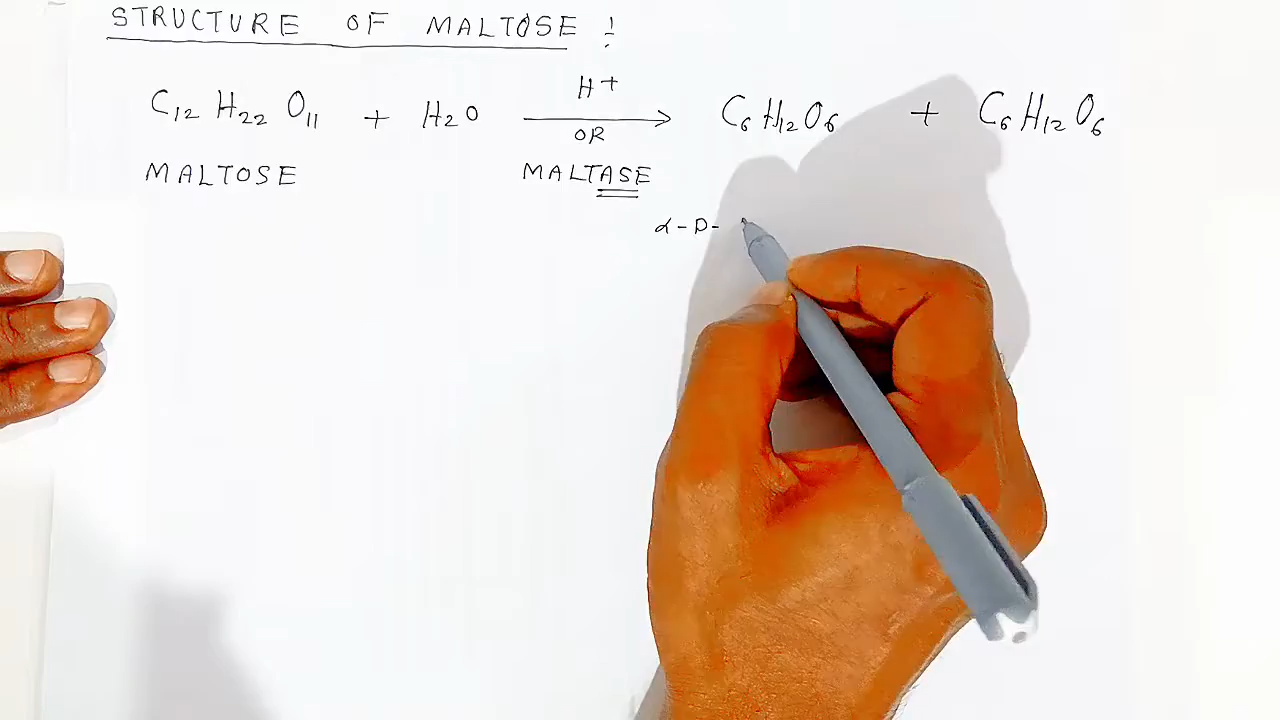 STRUCTURE OF MALTOSE !
C12 H22 O11 + H2O H+ → C6H12O6 + C6H12O6
OR
MALTOSE MALTASE
α-D-